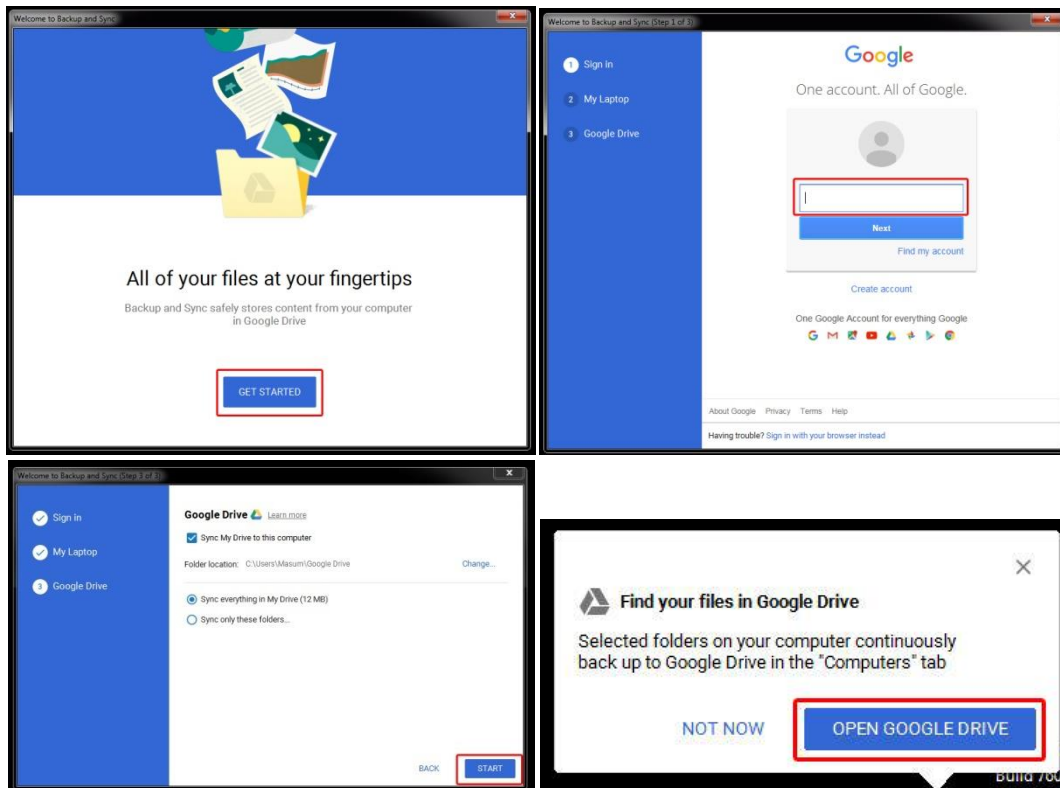 Welcome to Backup and Sync
All of your files at your fingertips
Backup and Sync safely stores content from your computer
in Google Drive
GET STARTED
Welcome to Backup and Sync (Step 1 of 3)
1 Sign in
2 My Laptop
3 Google Drive
Google
One account. All of Google.
Next
Find my account
Create account
One Google Account for everything Google
About Google Privacy Terms Help
Having trouble? Sign in with your browser instead
Welcome to Backup and Sync (Step 3 of 3)
Sign in
My Laptop
3 Google Drive
Google Drive Learn more
Sync My Drive to this computer
Folder location: C:\Users\Masum\Google Drive Change...
Sync everything in My Drive (12 MB)
Sync only these folders...
BACK START
Find your files in Google Drive
Selected folders on your computer continuously
back up to Google Drive in the "Computers" tab
NOT NOW OPEN GOOGLE DRIVE
Build 760